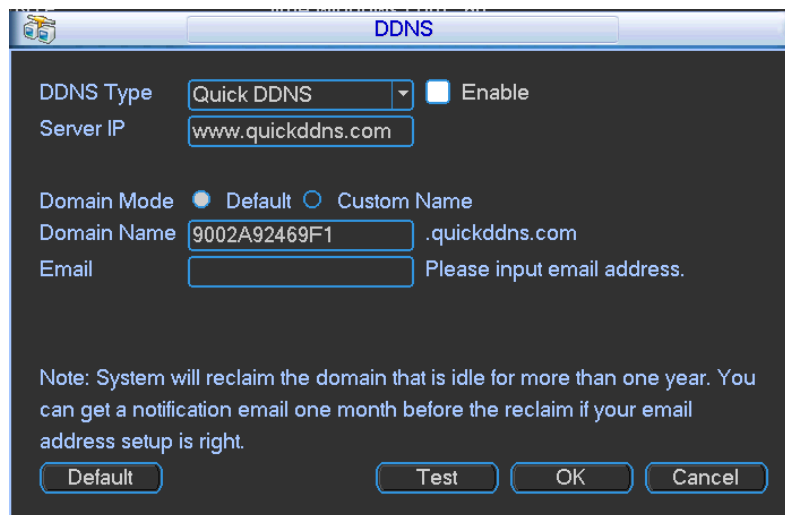 DDNS
DDNS Type Quick DDNS Enable
Server IP www.quickddns.com
Domain Mode Default Custom Name
Domain Name 9002A92469F1 .quickddns.com
Email Please input email address.
Note: System will reclaim the domain that is idle for more than one year. You
can get a notification email one month before the reclaim if your email
address setup is right.
Default Test OK Cancel